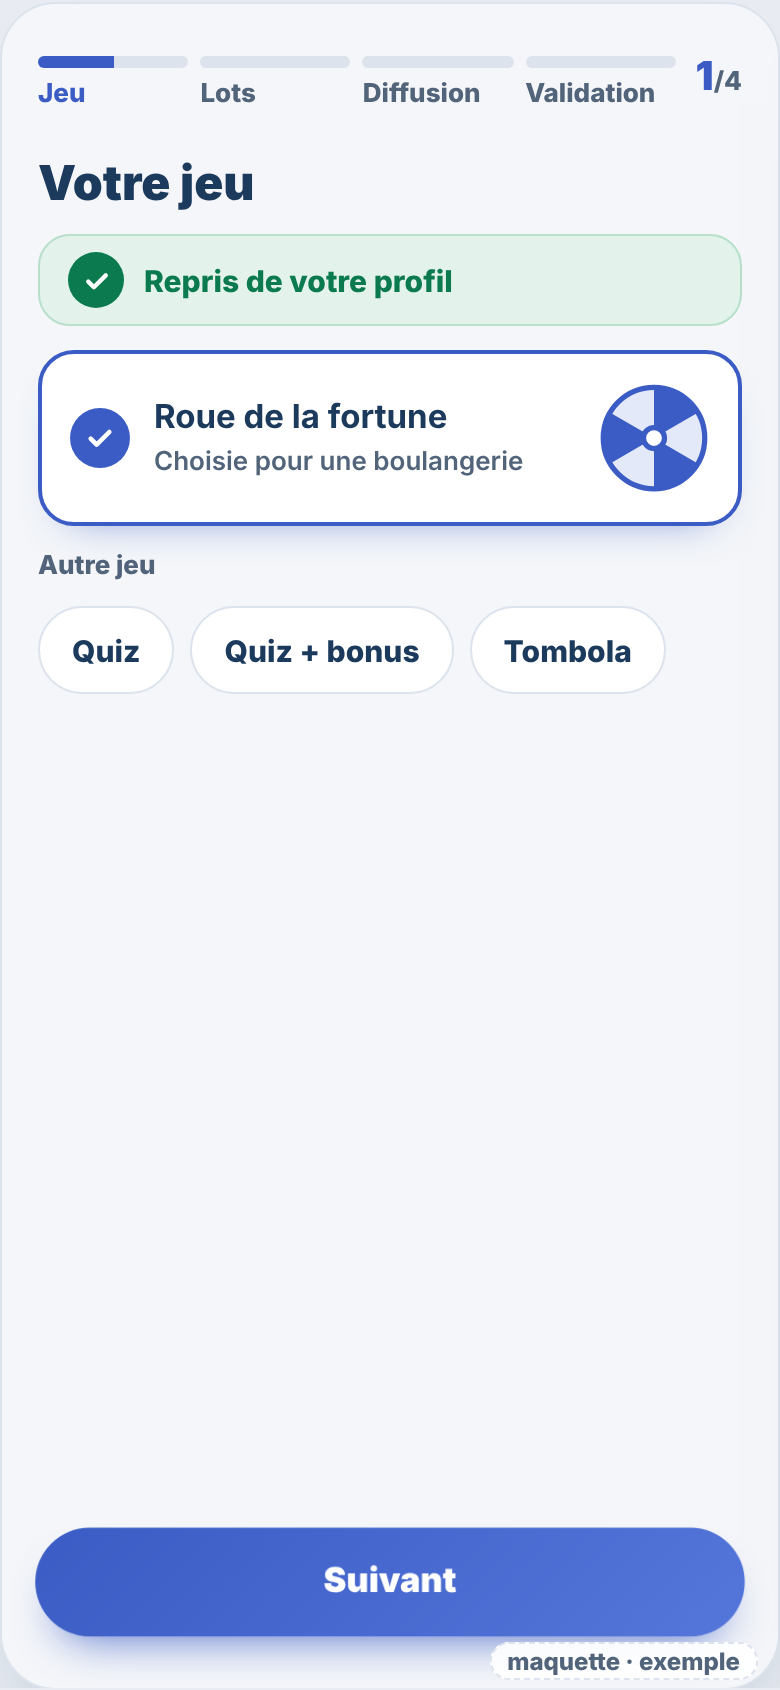 Jeu
Lots
Diffusion
Validation
1/4
Votre jeu
Repris de votre profil
Roue de la fortune
Choisie pour une boulangerie
Autre jeu
Quiz
Quiz + bonus
Tombola
Suivant
maquette · exemple